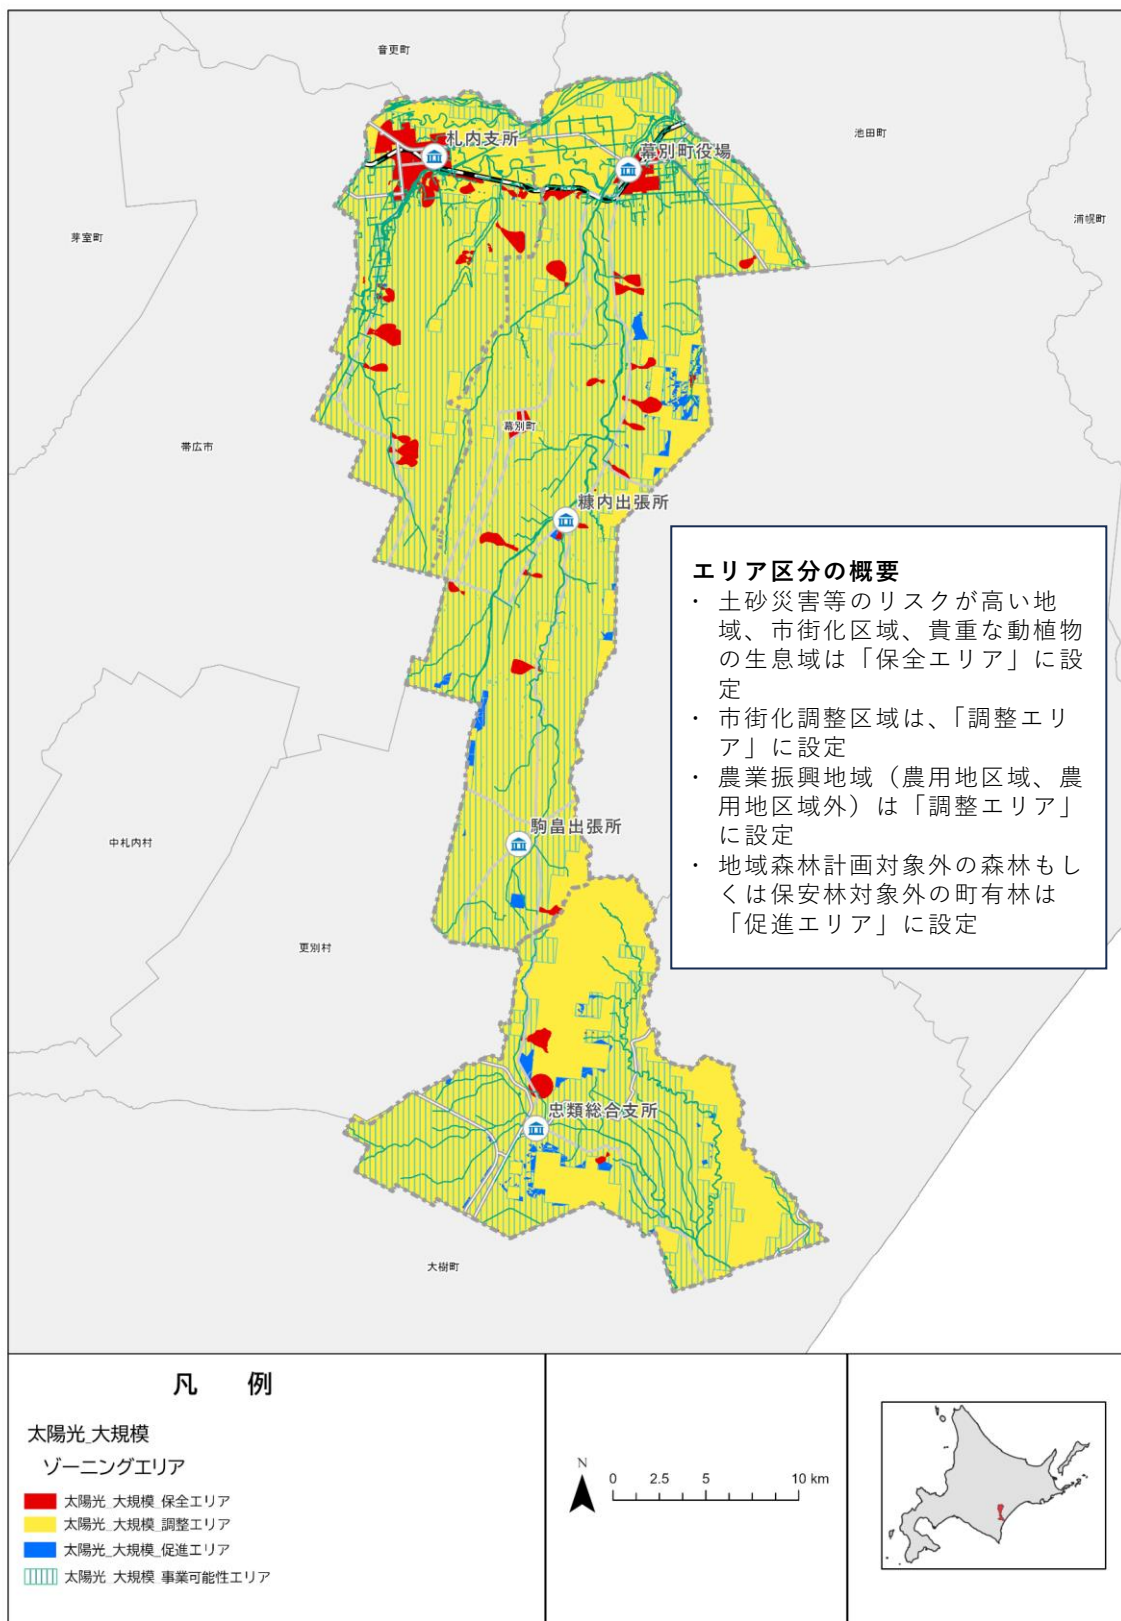 音更町
池田町
札内支所
幕別町役場
浦幌町
芽室町
帯広市
幕別町
糠内出張所
エリア区分の概要
・ 土砂災害等のリスクが高い地
域、市街化区域、貴重な動植物
の生息域は「保全エリア」に設
定
・ 市街化調整区域は、「調整エリ
ア」に設定
・ 農業振興地域（農用地区域、農
用地区域外）は「調整エリア」
に設定
・ 地域森林計画対象外の森林もし
くは保安林対象外の町有林は
「促進エリア」に設定
駒畠出張所
中札内村
更別村
忠類総合支所
大樹町
凡 例
太陽光_大規模
ゾーニングエリア
太陽光_大規模_保全エリア
太陽光_大規模_調整エリア
太陽光_大規模_促進エリア
太陽光_大規模_事業可能性エリア
N
0 2.5 5 10 km